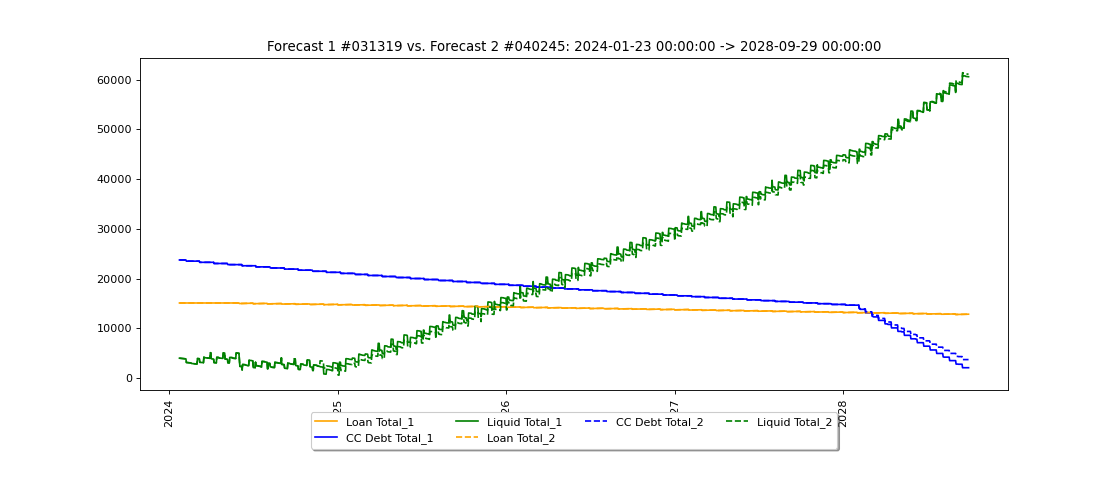 Forecast 1 #031319 vs. Forecast 2 #040245: 2024-01-23 00:00:00 -> 2028-09-29 00:00:00
60000
50000
40000
30000
20000
10000
0
2024
25
26
27
2028
Loan Total_1
Liquid Total_1
CC Debt Total_2
Liquid Total_2
CC Debt Total_1
Loan Total_2